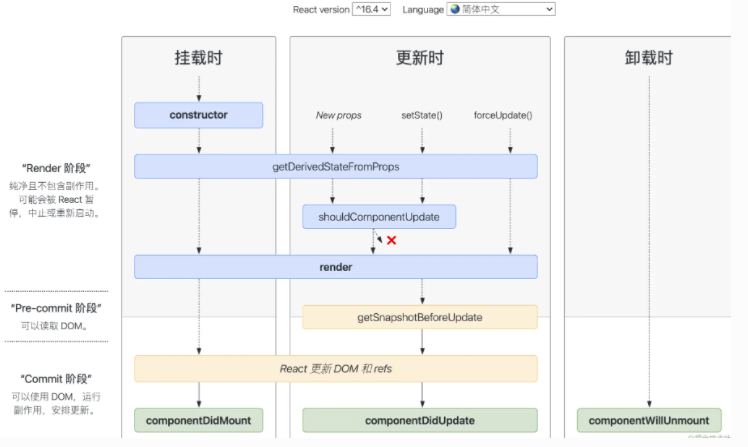 React version ^16.4 Language 简体中文
挂载时 更新时 卸载时
constructor New props setState() forceUpdate()
“Render 阶段”
纯净且不包含副作用。
可能会被 React 暂
停，中止或重新启动。
getDerivedStateFromProps
shouldComponentUpdate
render
“Pre-commit 阶段”
可以读取 DOM。
getSnapshotBeforeUpdate
React 更新 DOM 和 refs
“Commit 阶段”
可以使用 DOM，运行
副作用，安排更新。
componentDidMount componentDidUpdate componentWillUnmount